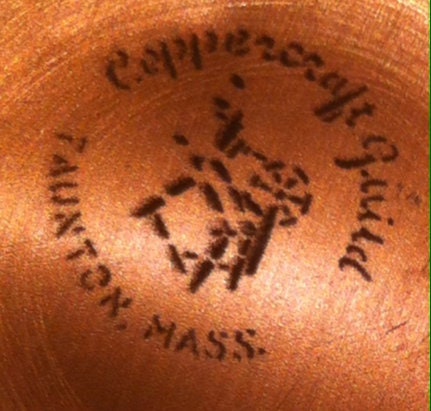 Coppercraft Guild
TAUNTON, MASS.